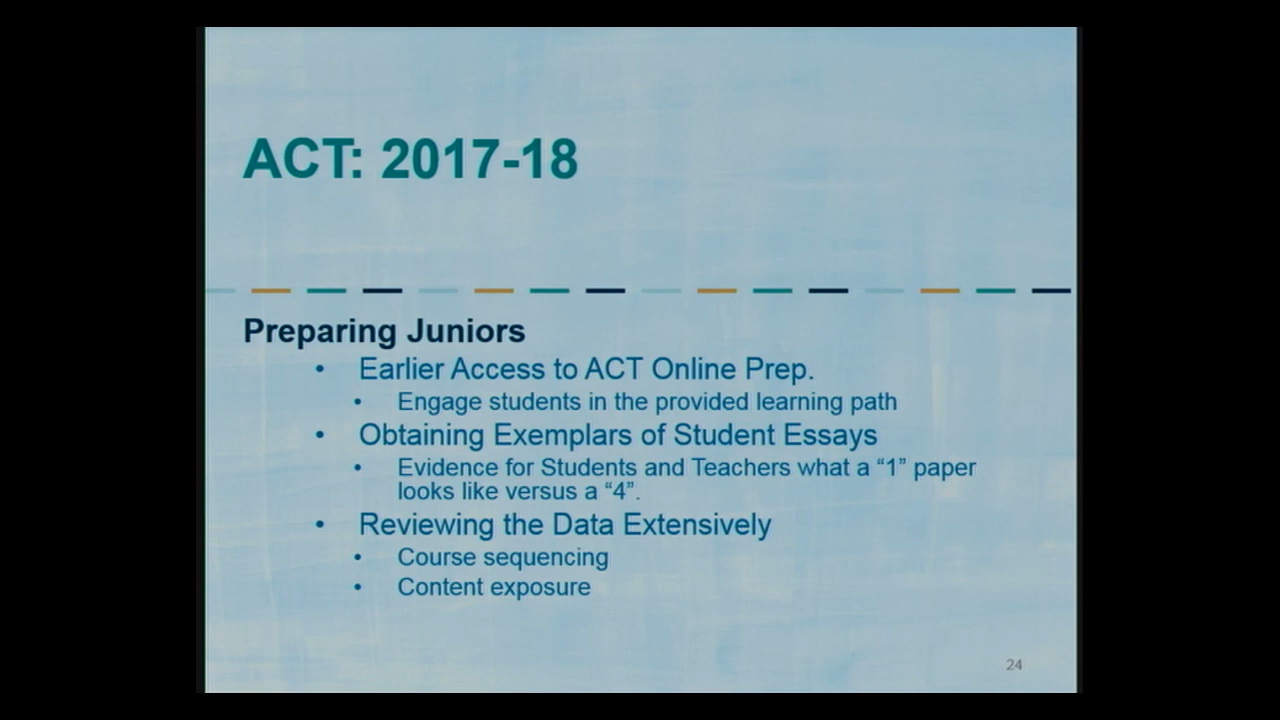 ACT: 2017-18
Preparing Juniors
• Earlier Access to ACT Online Prep.
• Engage students in the provided learning path
• Obtaining Exemplars of Student Essays
• Evidence for Students and Teachers what a “1” paper
looks like versus a “4”.
• Reviewing the Data Extensively
• Course sequencing
• Content exposure
24